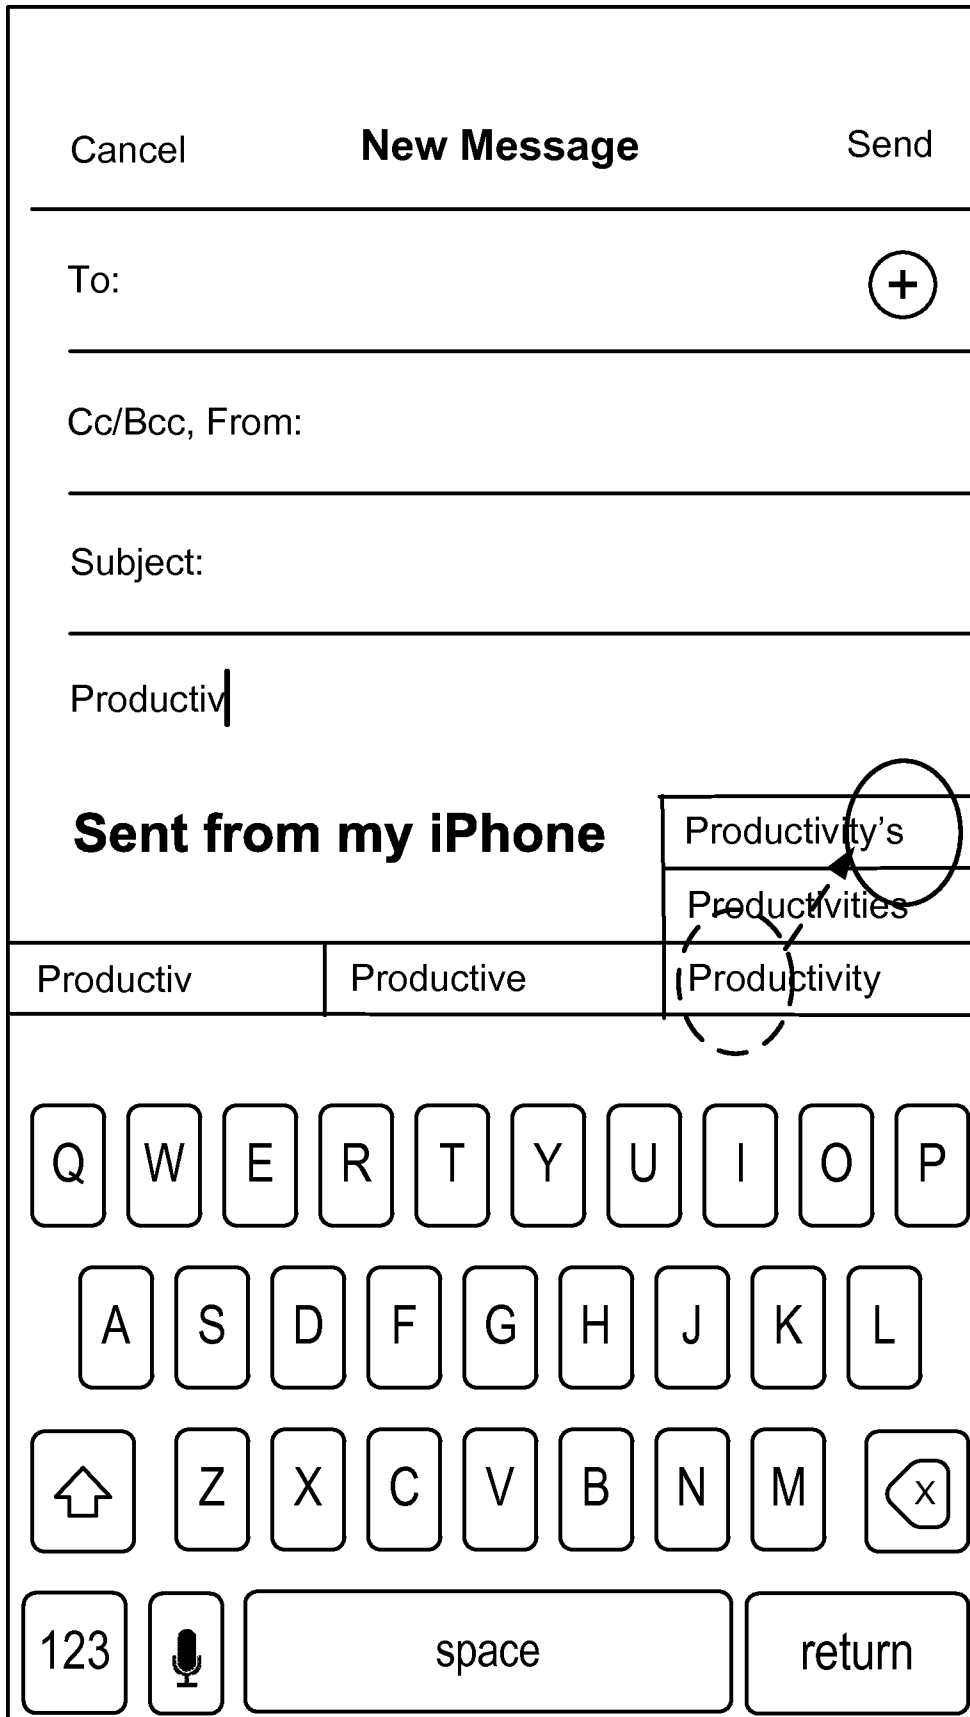 Cancel New Message Send
To: +
Cc/Bcc, From:
Subject:
Productiv
Sent from my iPhone
Productivity’s
Productivities
Productiv Productive Productivity
Q W E R T Y U I O P
A S D F G H J K L
Z X C V B N M X
123 space return